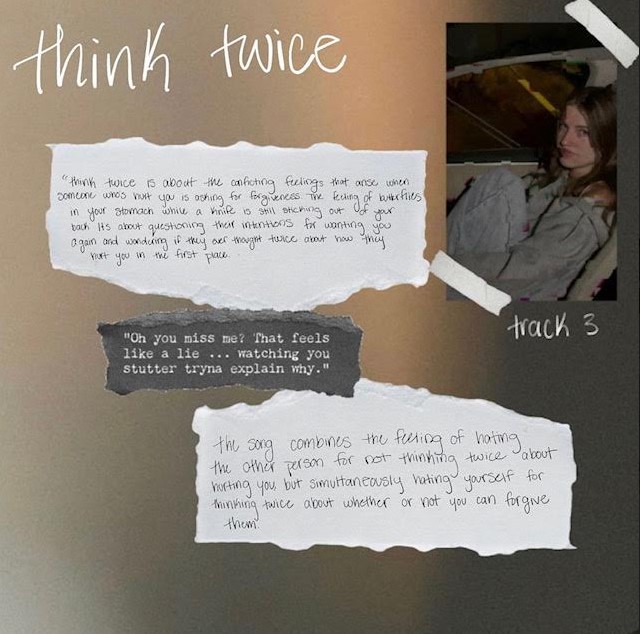 think twice
"think twice is about the conflicting feelings that arise when
someone who's hurt you is asking for forgiveness. The feeling of butterflies
in your stomach while a knife is still sticking out of your
back. Its about questioning their intentions for wanting you
again and wondering if they ever thought twice about how they
hurt you in the first place.
track 3
"Oh you miss me? That feels
like a lie ... watching you
stutter tryna explain why."
the song combines the feeling of hating
the other person for not thinking twice about
hurting you, but simultaneously hating yourself for
thinking twice about whether or not you can forgive
them.